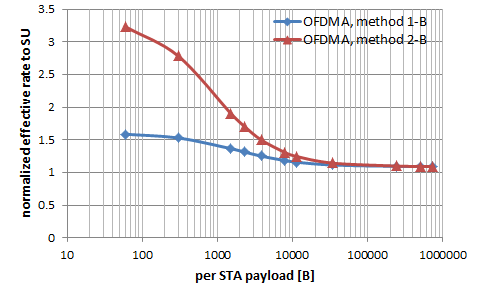 3.5
3
2.5
2
1.5
1
0.5
0
normalized effective rate to SU
OFDMA, method 1-B
OFDMA, method 2-B
10 100 1000 10000 100000 1000000
per STA payload [B]